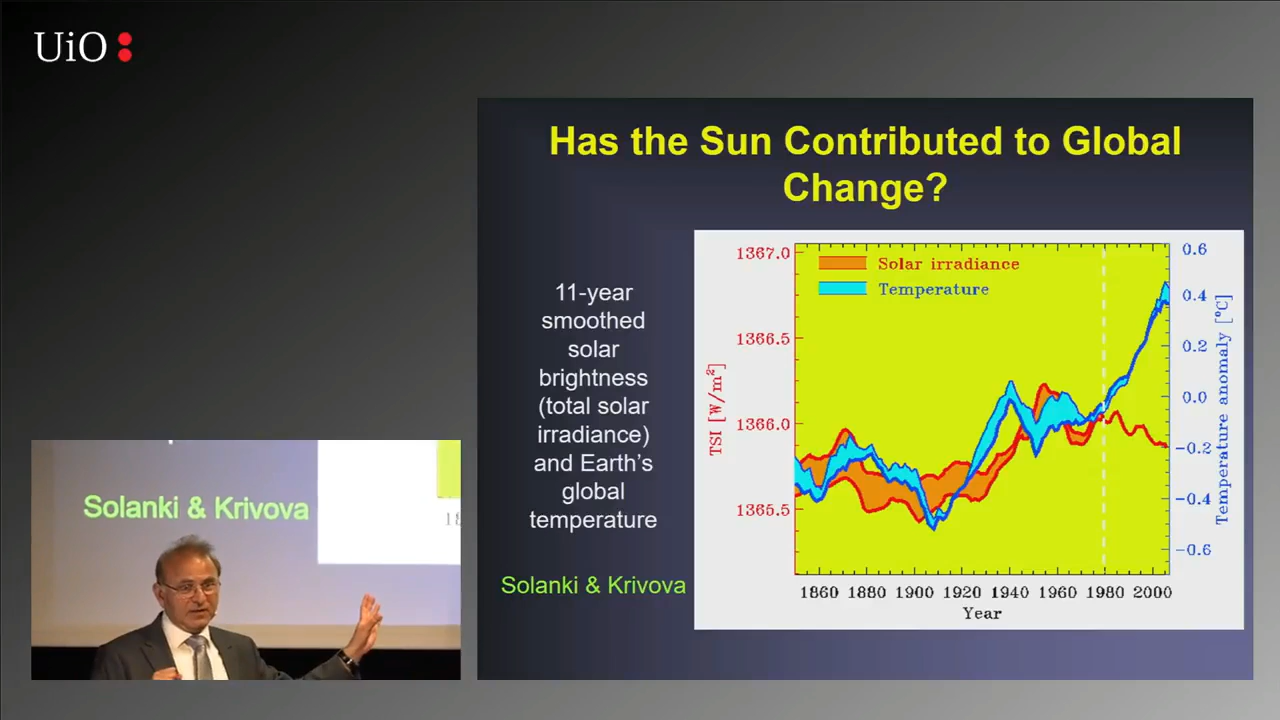 UiO
Has the Sun Contributed to Global
Change?
11-year
smoothed
solar
brightness
(total solar
irradiance)
and Earth's
global
temperature
Solanki & Krivova
1367.0
1366.5
1366.0
1365.5
TSI [W/m²]
Solar irradiance
Temperature
0.6
0.4
0.2
0.0
−0.2
−0.4
−0.6
Temperature anomaly [°C]
1860 1880 1900 1920 1940 1960 1980 2000
Year
Solanki & Krivova